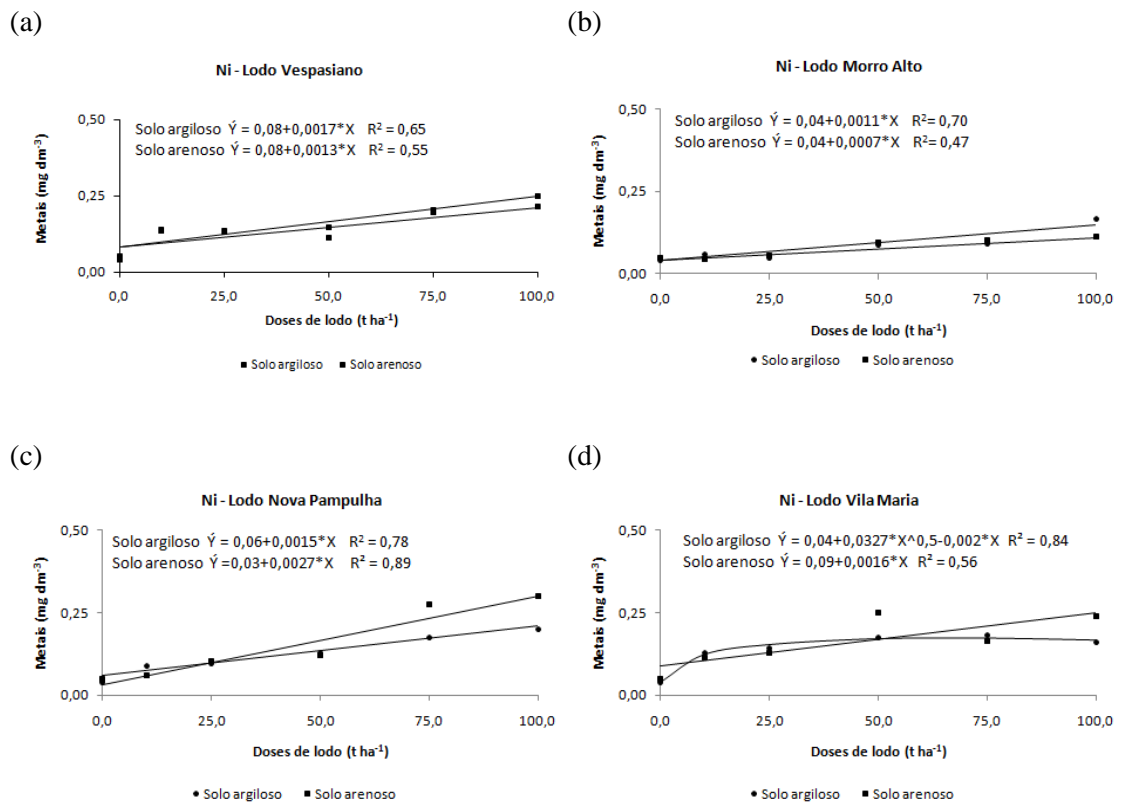 (a)
Ni - Lodo Vespasiano
Solo argiloso Ý = 0,08+0,0017*X R² = 0,65
Solo arenoso Ý = 0,08+0,0013*X R² = 0,55
Metais (mg dm⁻³)
0,50
0,25
0,00
0,0 25,0 50,0 75,0 100,0
Doses de lodo (t ha⁻¹)
Solo argiloso Solo arenoso
(b)
Ni - Lodo Morro Alto
Solo argiloso Ý = 0,04+0,0011*X R²= 0,70
Solo arenoso Ý = 0,04+0,0007*X R²= 0,47
Metais (mg dm⁻³)
0,50
0,25
0,00
0,0 25,0 50,0 75,0 100,0
Doses de lodo (t ha⁻¹)
Solo argiloso Solo arenoso
(c)
Ni - Lodo Nova Pampulha
Solo argiloso Ý = 0,06+0,0015*X R² = 0,78
Solo arenoso Ý =0,03+0,0027*X R² = 0,89
Metais (mg dm⁻³)
0,50
0,25
0,00
0,0 25,0 50,0 75,0 100,0
Doses de lodo (t ha⁻¹)
Solo argiloso Solo arenoso
(d)
Ni - Lodo Vila Maria
Solo argiloso Ý = 0,04+0,0327*X^0,5-0,002*X R² = 0,84
Solo arenoso Ý = 0,09+0,0016*X R² = 0,56
Metais (mg dm⁻³)
0,50
0,25
0,00
0,0 25,0 50,0 75,0 100,0
Doses de lodo (t ha⁻¹)
Solo argiloso Solo arenoso